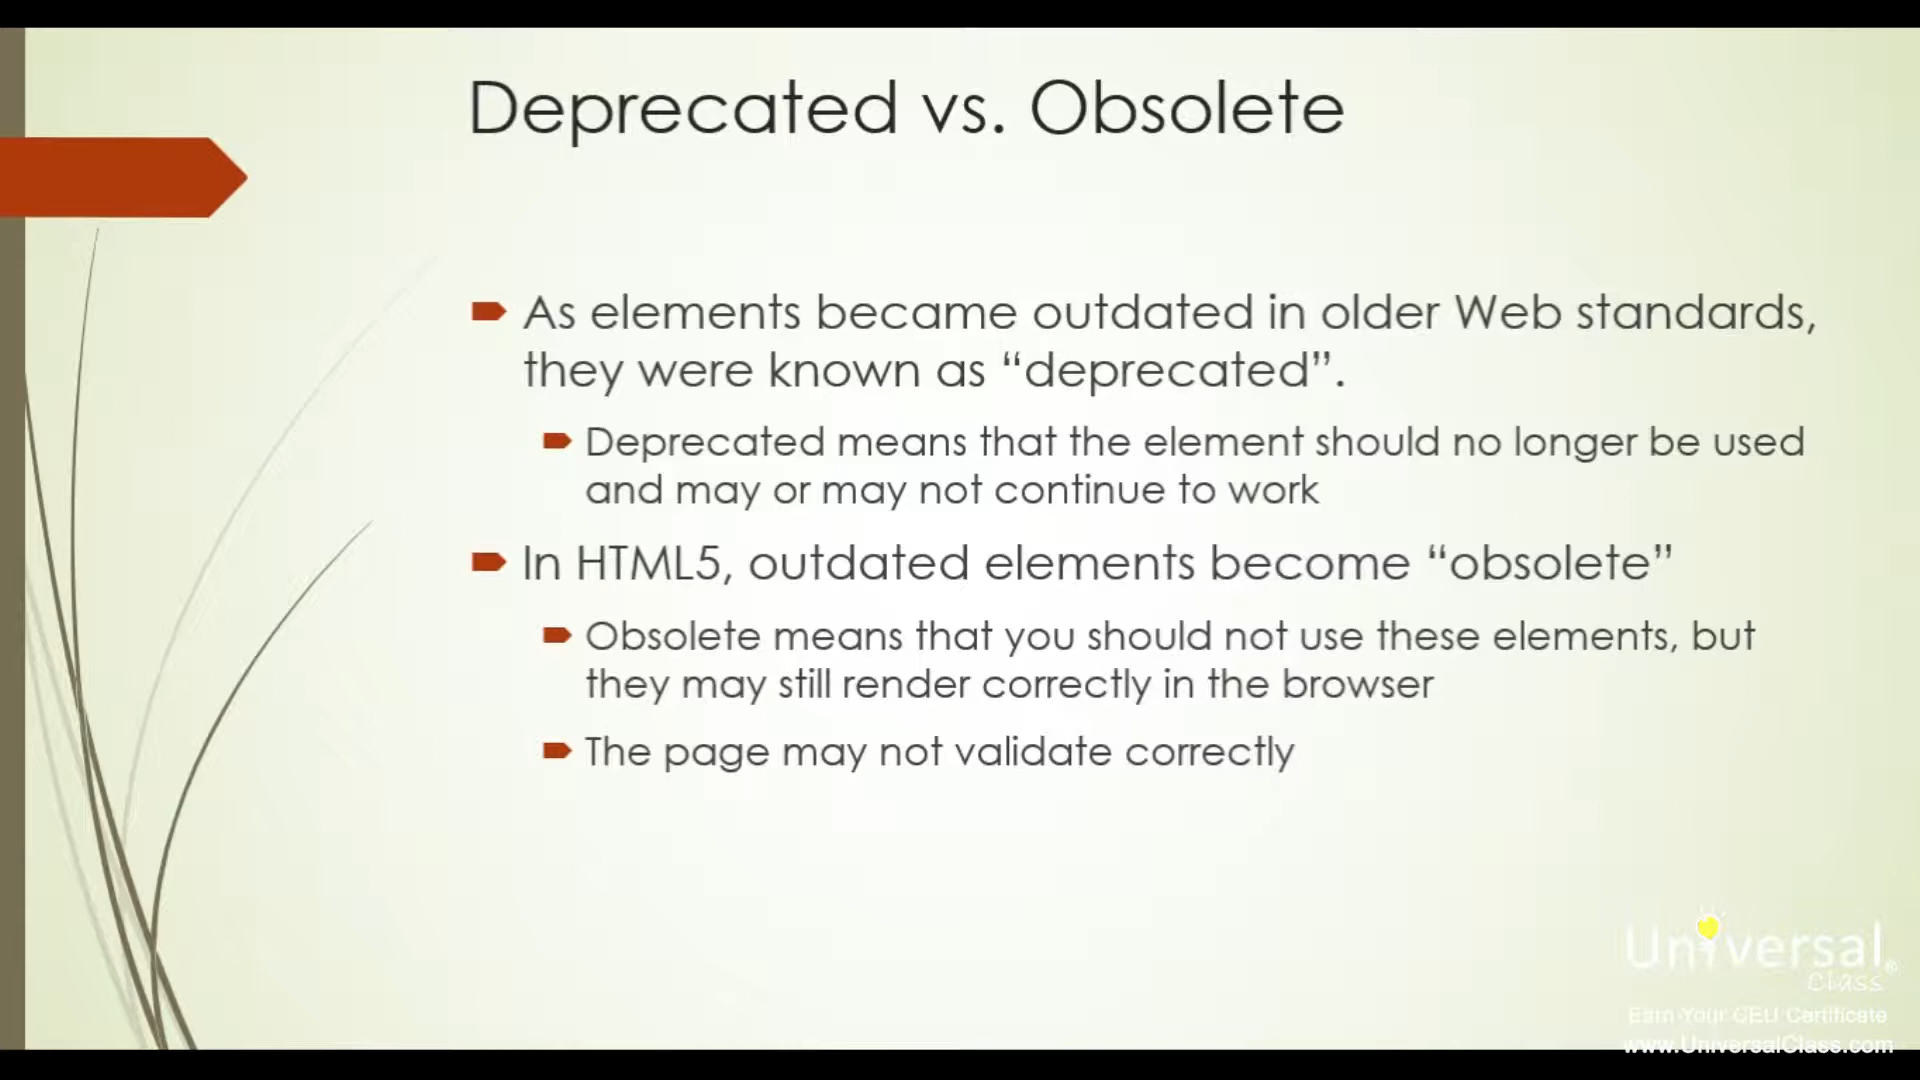 Deprecated vs. Obsolete
As elements became outdated in older Web standards,
they were known as “deprecated”.
Deprecated means that the element should no longer be used
and may or may not continue to work
In HTML5, outdated elements become “obsolete”
Obsolete means that you should not use these elements, but
they may still render correctly in the browser
The page may not validate correctly
Universal®
Class
Earn Your CEU Certificate
www.UniversalClass.com